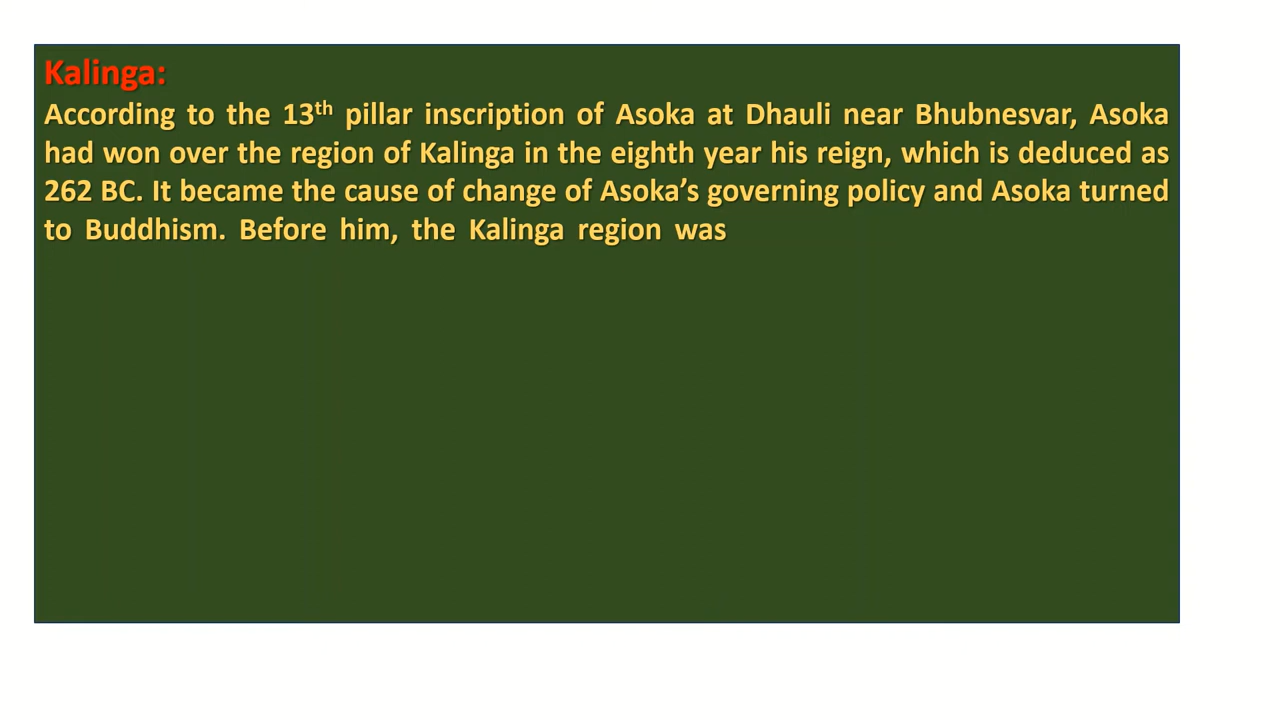 Kalinga:
According to the 13th pillar inscription of Asoka at Dhauli near Bhubnesvar, Asoka
had won over the region of Kalinga in the eighth year his reign, which is deduced as
262 BC. It became the cause of change of Asoka’s governing policy and Asoka turned
to Buddhism. Before him, the Kalinga region was